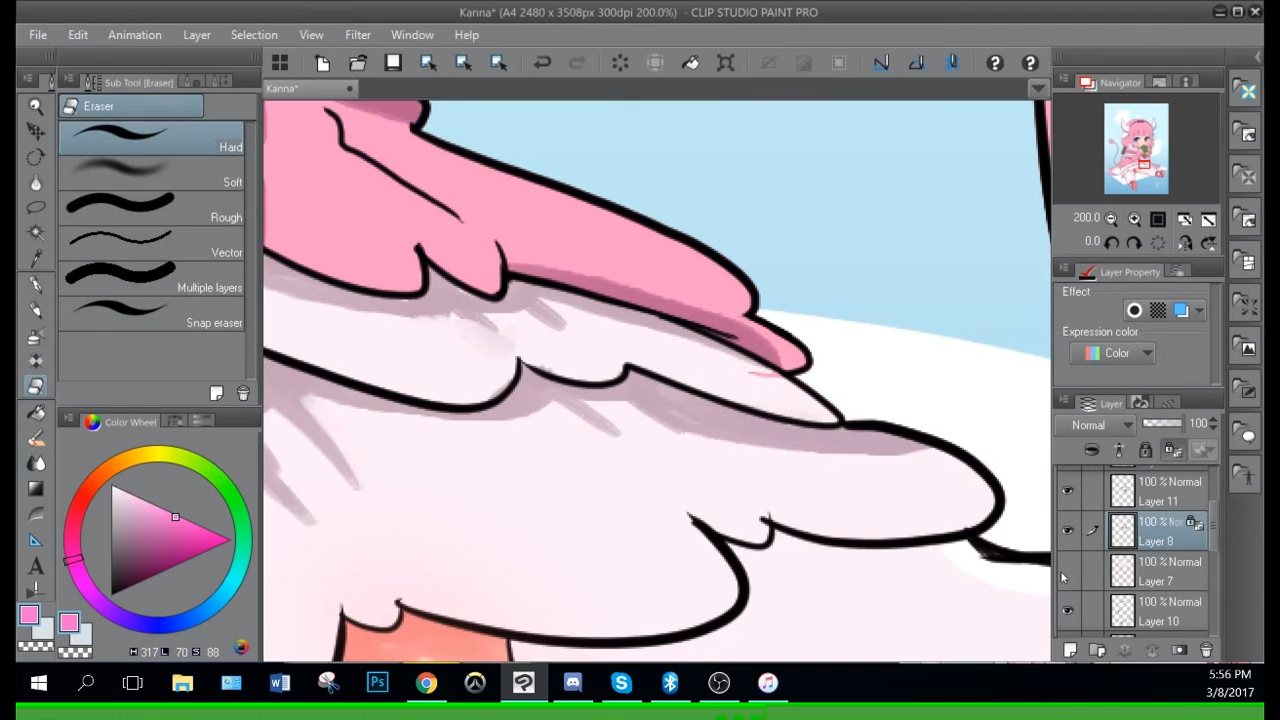 Kanna* (A4 2480 x 3508px 300dpi 200.0%) - CLIP STUDIO PAINT PRO
File Edit Animation Layer Selection View Filter Window Help
Sub Tool [Eraser]
Eraser
Hard
Soft
Rough
Vector
Multiple layers
Snap eraser
Color Wheel
H 317 L 70 S 88
Kanna*
Navigator
200.0
0.0
Layer Property
Effect
Expression color
Color
Layer
Normal 100
100 % Normal
Layer 11
100 %
Layer 8
100 % Normal
Layer 7
100 % Normal
Layer 10
5:56 PM
3/8/2017